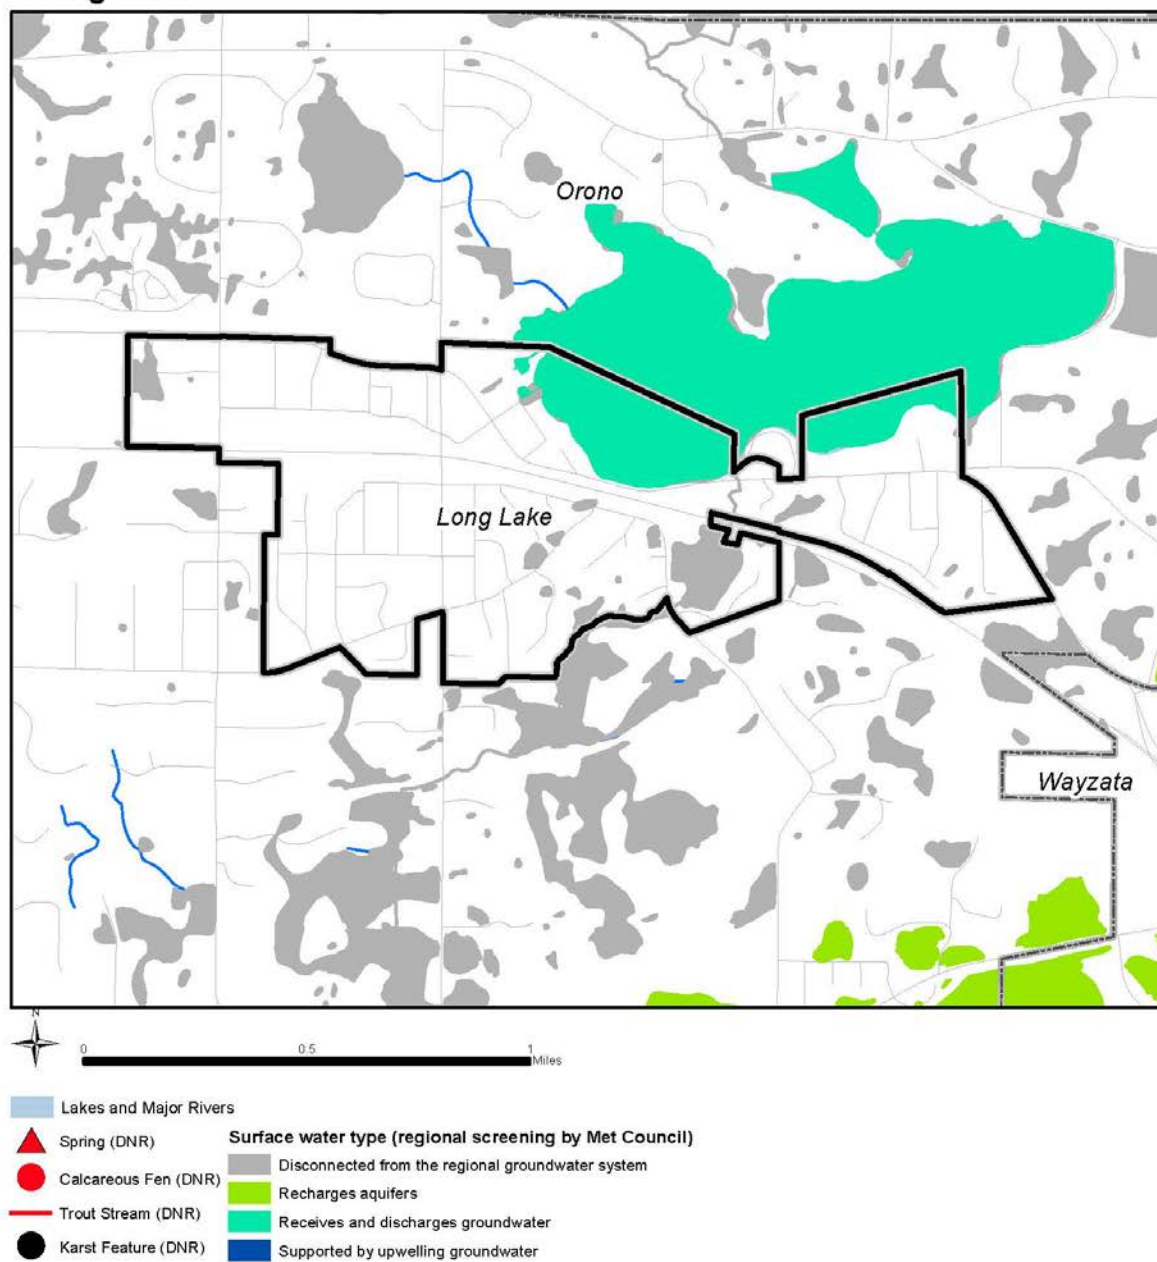 Orono
Long Lake
Wayzata
N
0 0.5 1
Miles
Lakes and Major Rivers
Spring (DNR)
Calcareous Fen (DNR)
Trout Stream (DNR)
Karst Feature (DNR)
Surface water type (regional screening by Met Council)
Disconnected from the regional groundwater system
Recharges aquifers
Receives and discharges groundwater
Supported by upwelling groundwater